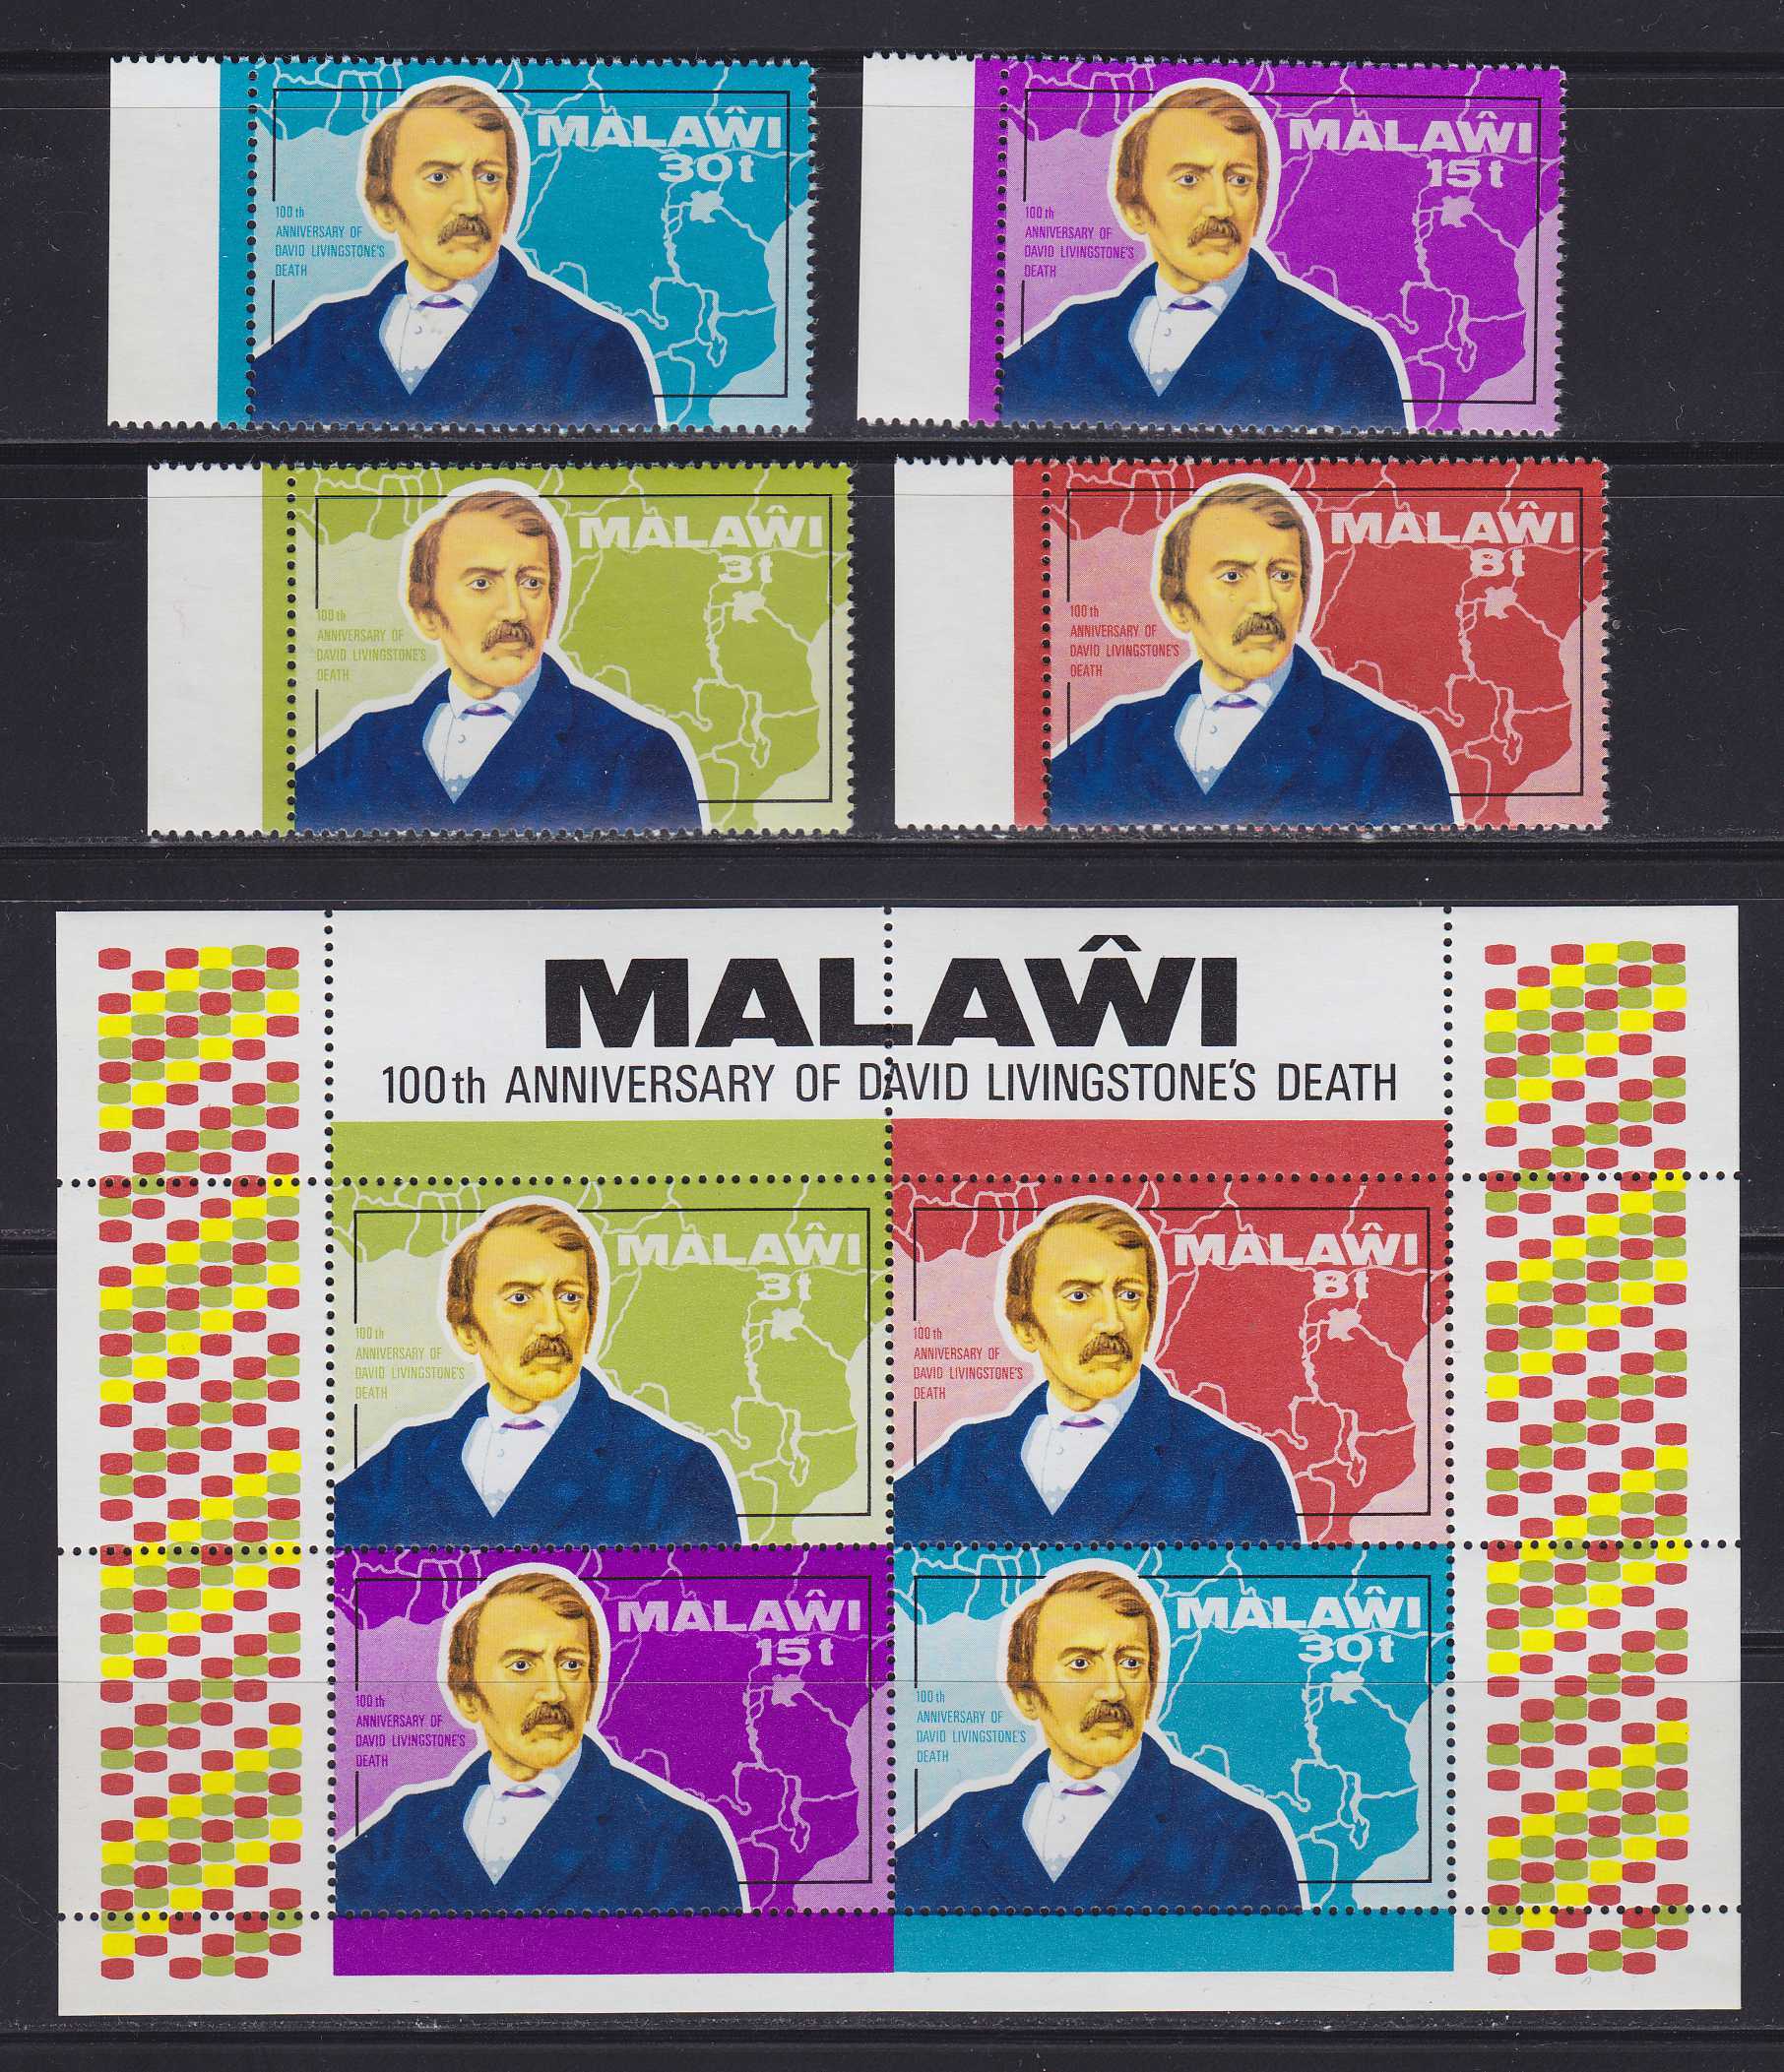 MALAŴI
30t
100th
ANNIVERSARY OF
DAVID LIVINGSTONE'S
DEATH
MALAŴI
15t
100th
ANNIVERSARY OF
DAVID LIVINGSTONE'S
DEATH
MALAŴI
3t
100th
ANNIVERSARY OF
DAVID LIVINGSTONE'S
DEATH
MALAŴI
8t
100th
ANNIVERSARY OF
DAVID LIVINGSTONE'S
DEATH
MALAŴI
100th ANNIVERSARY OF DAVID LIVINGSTONE'S DEATH
MALAŴI
3t
100th
ANNIVERSARY OF
DAVID LIVINGSTONE'S
DEATH
MALAŴI
8t
100th
ANNIVERSARY OF
DAVID LIVINGSTONE'S
DEATH
MALAŴI
15t
100th
ANNIVERSARY OF
DAVID LIVINGSTONE'S
DEATH
MALAŴI
30t
100th
ANNIVERSARY OF
DAVID LIVINGSTONE'S
DEATH